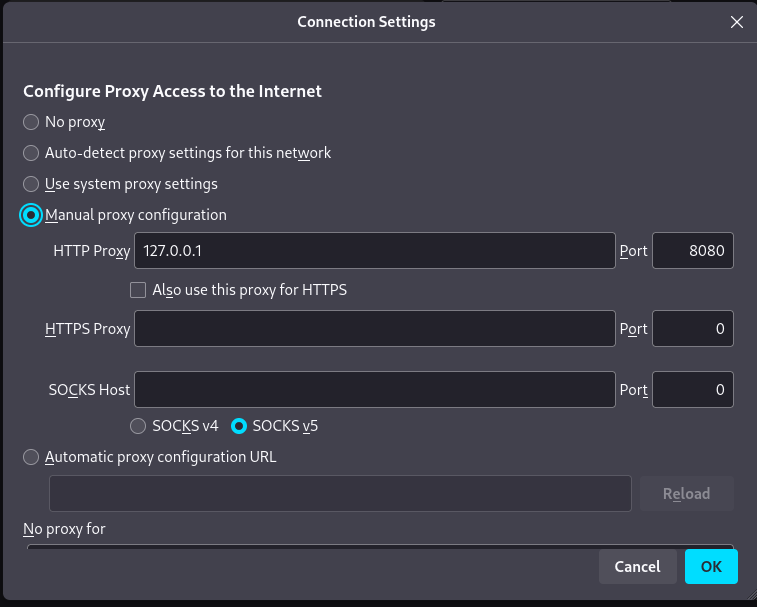 Connection Settings
Configure Proxy Access to the Internet
No proxy
Auto-detect proxy settings for this network
Use system proxy settings
Manual proxy configuration
HTTP Proxy 127.0.0.1 Port 8080
Also use this proxy for HTTPS
HTTPS Proxy Port 0
SOCKS Host Port 0
SOCKS v4 SOCKS v5
Automatic proxy configuration URL
Reload
No proxy for
Cancel OK